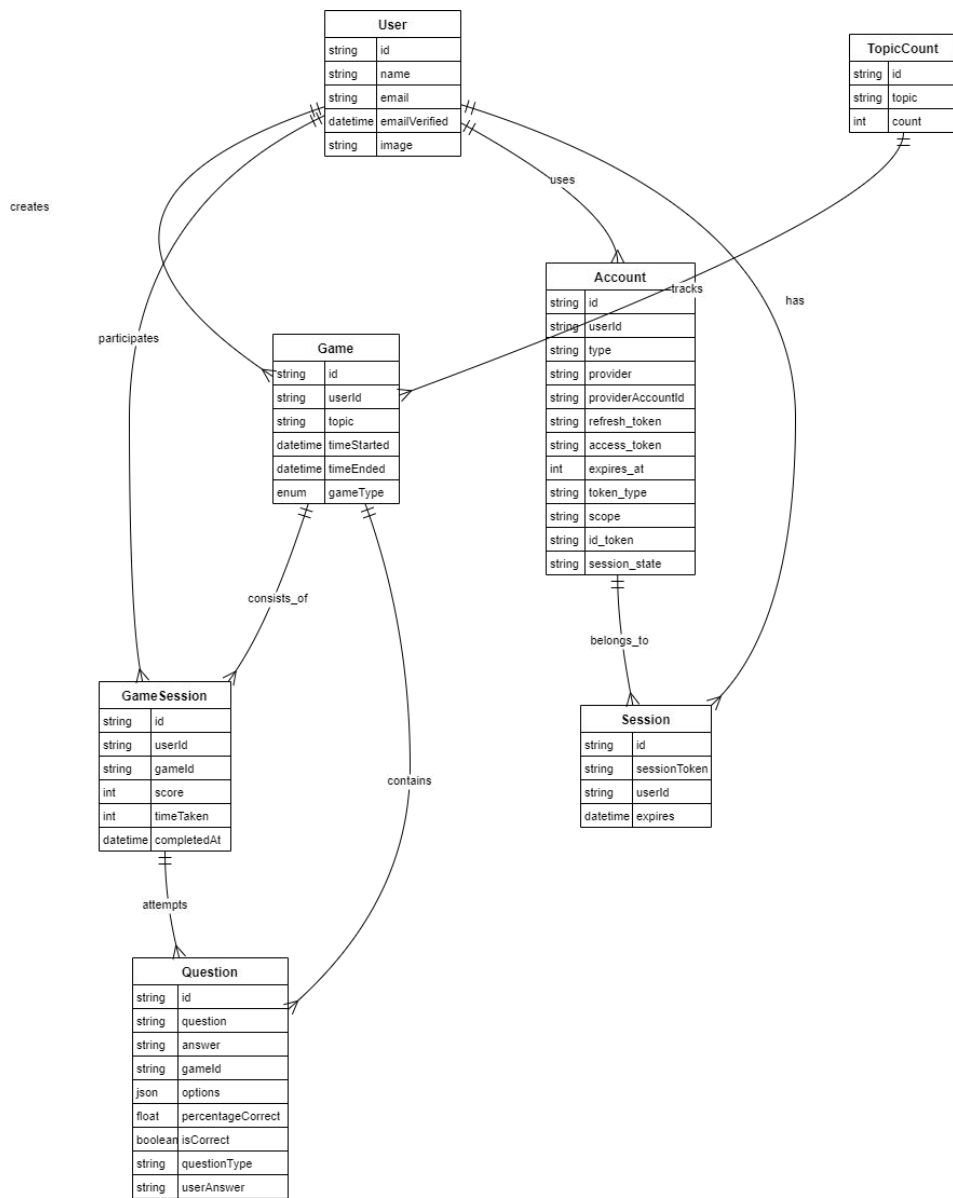 User
string id
string name
string email
datetime emailVerified
string image
TopicCount
string id
string topic
int count
creates
uses
participates
tracks
has
Account
string id
string userId
string type
string provider
string providerAccountId
string refresh_token
string access_token
int expires_at
string token_type
string scope
string id_token
string session_state
Game
string id
string userId
string topic
datetime timeStarted
datetime timeEnded
enum gameType
consists_of
belongs_to
GameSession
string id
string userId
string gameId
int score
int timeTaken
datetime completedAt
contains
Session
string id
string sessionToken
string userId
datetime expires
attempts
Question
string id
string question
string answer
string gameId
json options
float percentageCorrect
boolean isCorrect
string questionType
string userAnswer